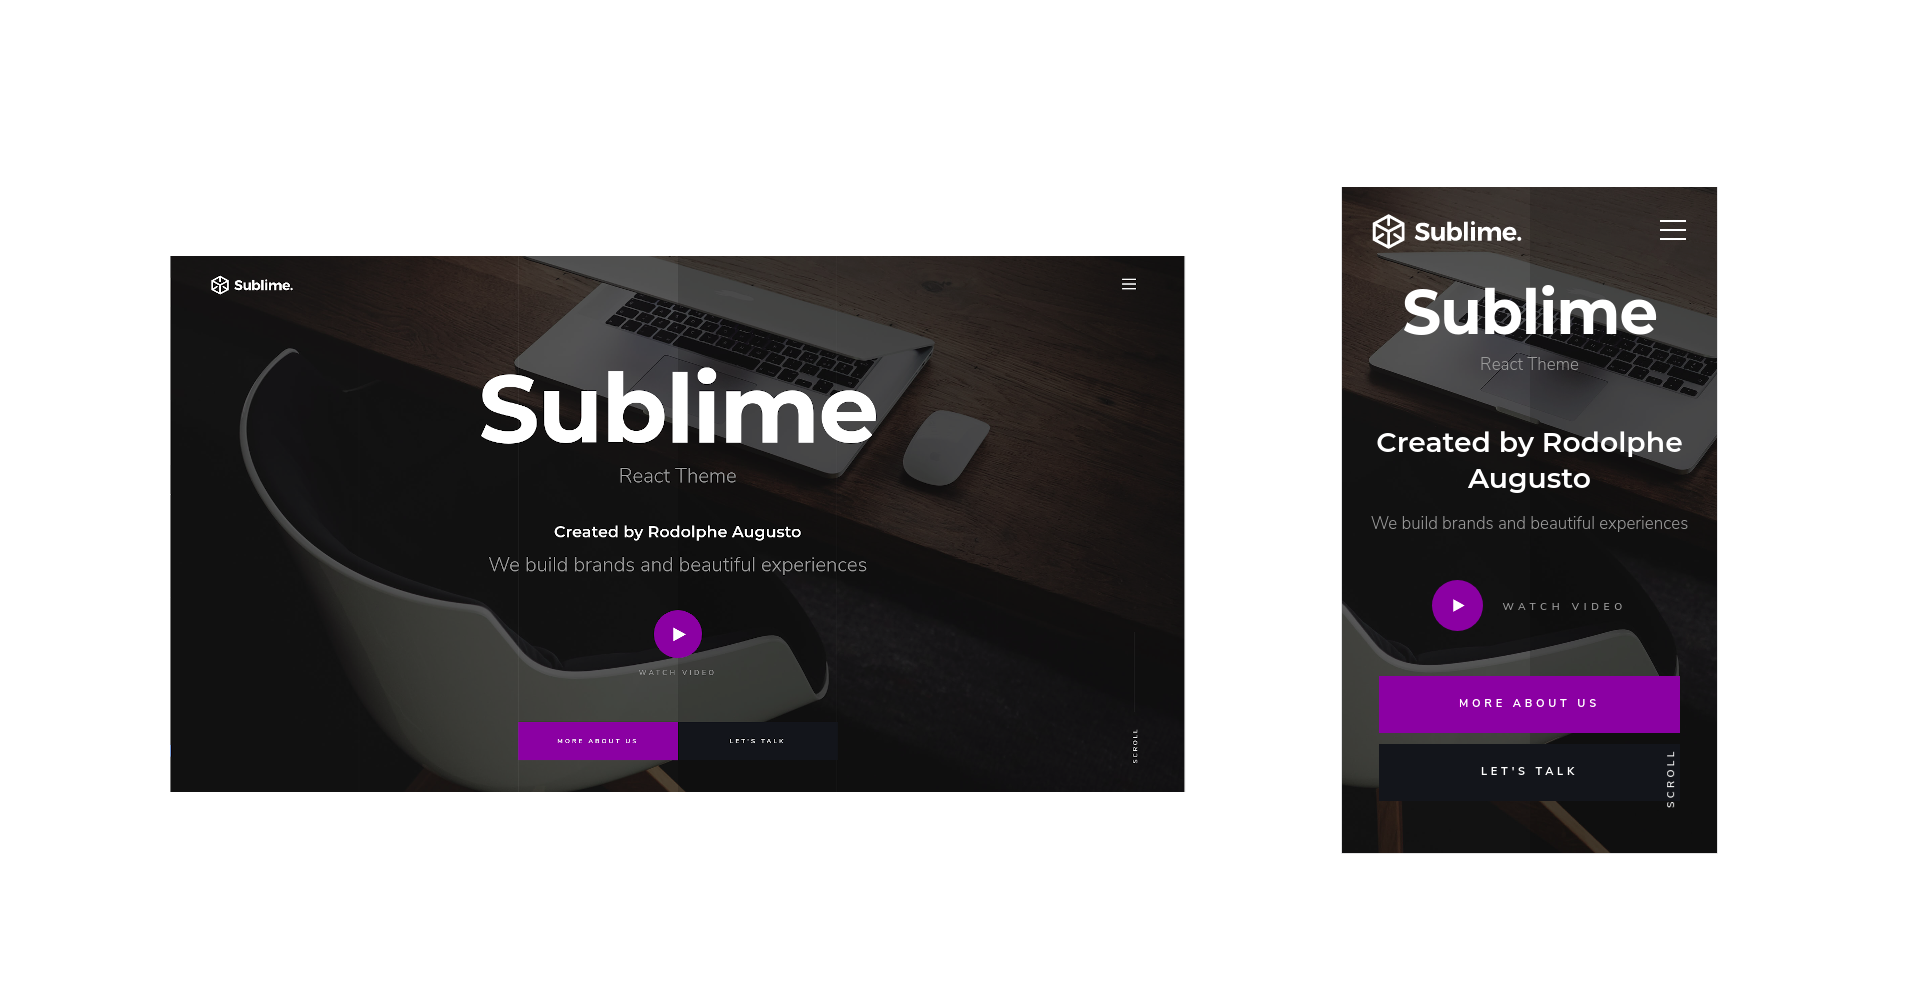 Sublime.
Sublime
React Theme
Created by Rodolphe Augusto
We build brands and beautiful experiences
WATCH VIDEO
MORE ABOUT US
LET'S TALK
SCROLL
Sublime.
Sublime
React Theme
Created by Rodolphe
Augusto
We build brands and beautiful experiences
WATCH VIDEO
MORE ABOUT US
LET'S TALK
SCROLL